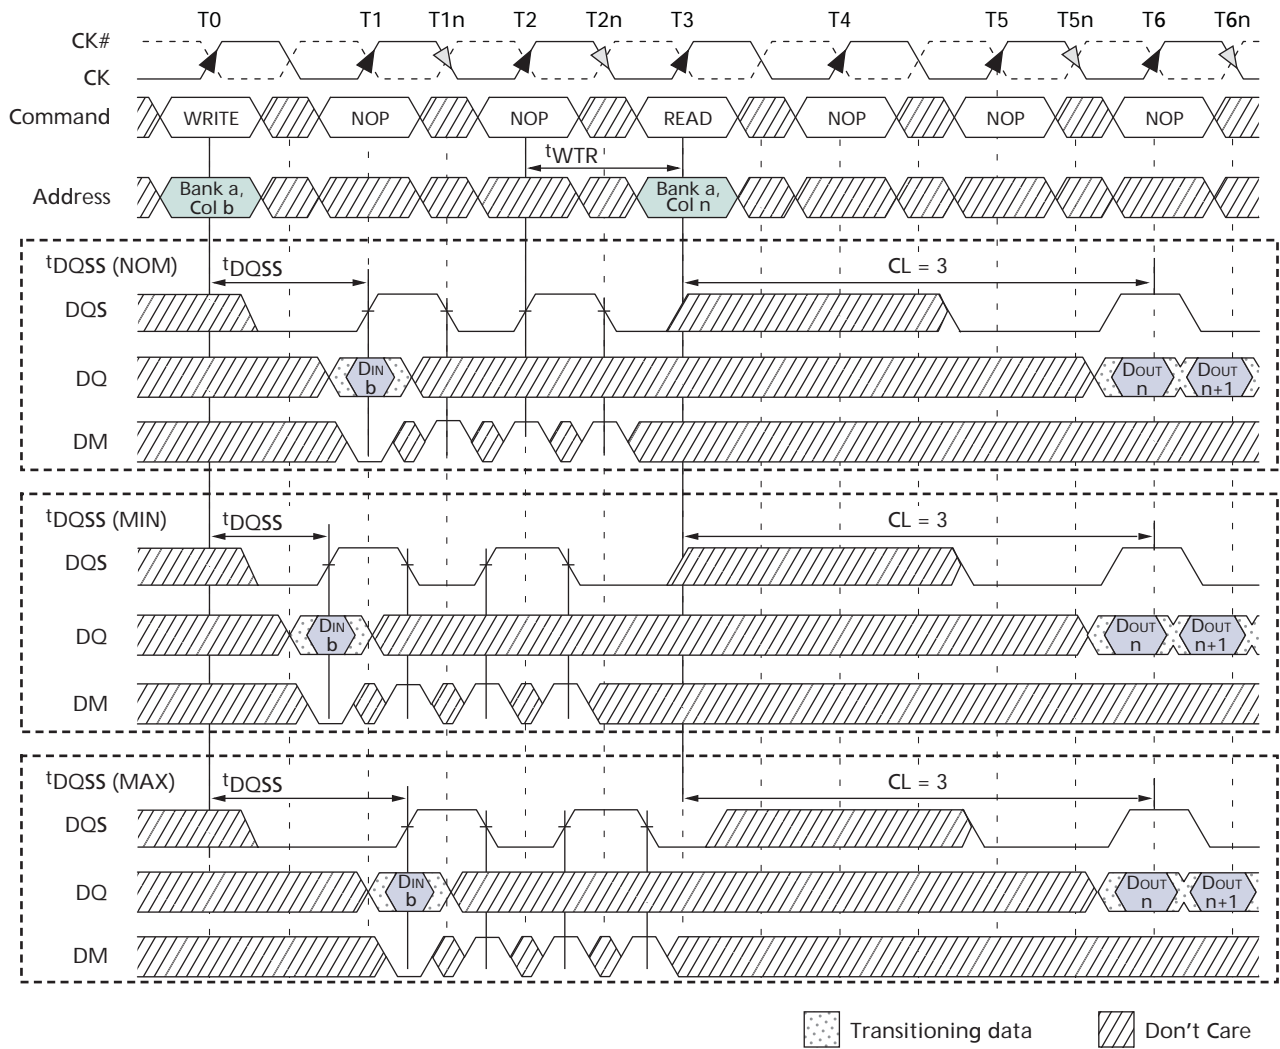 T0 T1 T1n T2 T2n T3 T4 T5 T5n T6 T6n
CK#
CK
Command WRITE NOP NOP READ NOP NOP NOP
tWTR
Address Bank a, Col b Bank a, Col n
tDQSS (NOM) tDQSS CL = 3
DQS
DQ DIN b DOUT n DOUT n+1
DM
tDQSS (MIN) tDQSS CL = 3
DQS
DQ DIN b DOUT n DOUT n+1
DM
tDQSS (MAX) tDQSS CL = 3
DQS
DQ DIN b DOUT n DOUT n+1
DM
Transitioning data Don't Care